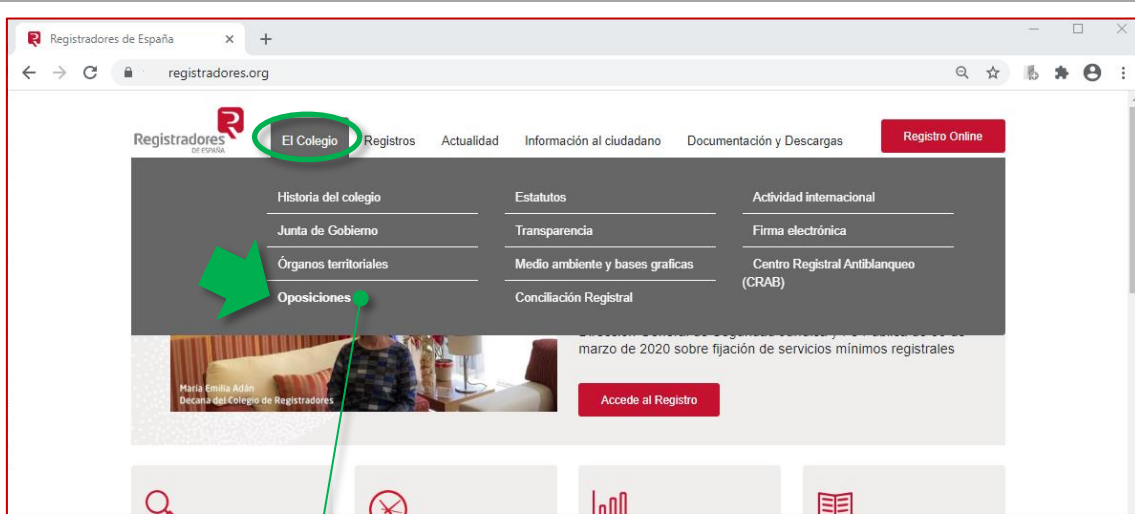 Registradores de España
registradores.org
Registradores
DE ESPAÑA
El Colegio
Registros
Actualidad
Información al ciudadano
Documentación y Descargas
Registro Online
Historia del colegio
Estatutos
Actividad internacional
Junta de Gobierno
Transparencia
Firma electrónica
Órganos territoriales
Medio ambiente y bases graficas
Centro Registral Antiblanqueo
(CRAB)
Oposiciones
Conciliación Registral
marzo de 2020 sobre fijación de servicios mínimos registrales
María Emilia Adán
Decana del Colegio de Registradores
Accede al Registro